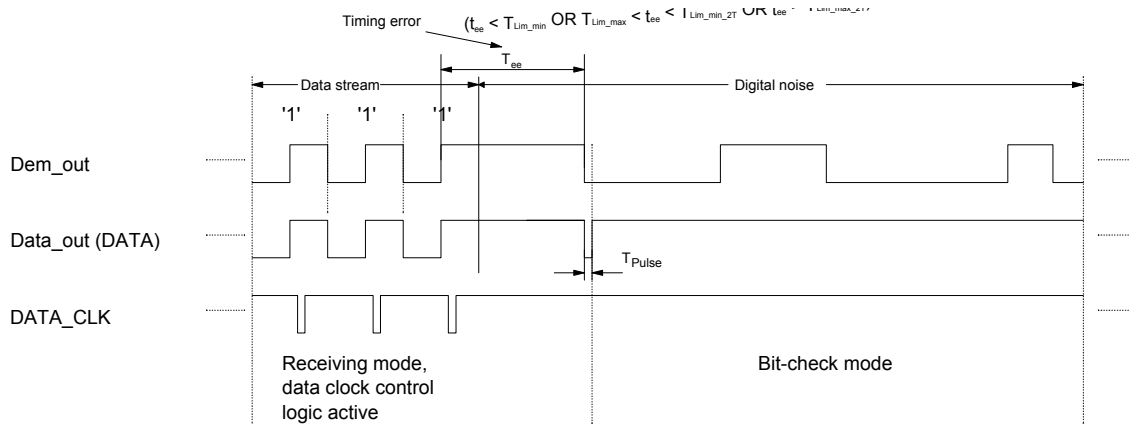 Timing error
(tee < TLim_min OR TLim_max < tee < TLim_min_2T OR tee > TLim_max_2T)
Tee
Data stream
Digital noise
'1' '1' '1'
Dem_out
Data_out (DATA)
TPulse
DATA_CLK
Receiving mode,
data clock control
logic active
Bit-check mode